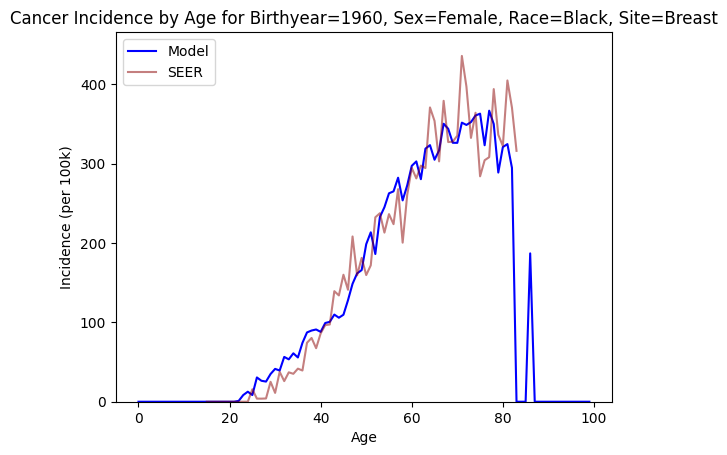 Cancer Incidence by Age for Birthyear=1960, Sex=Female, Race=Black, Site=Breast
Model
SEER
400
300
200
100
0
Incidence (per 100k)
0 20 40 60 80 100
Age